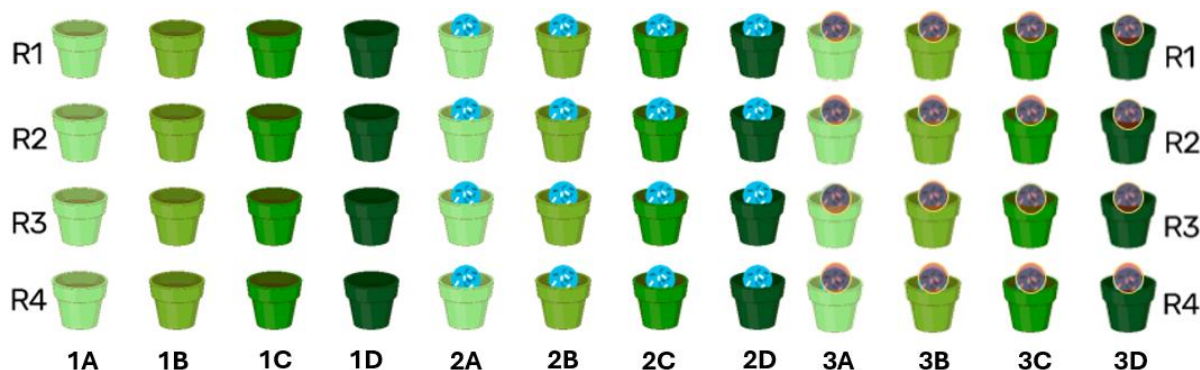 R1 R1
R2 R2
R3 R3
R4 R4
1A 1B 1C 1D 2A 2B 2C 2D 3A 3B 3C 3D